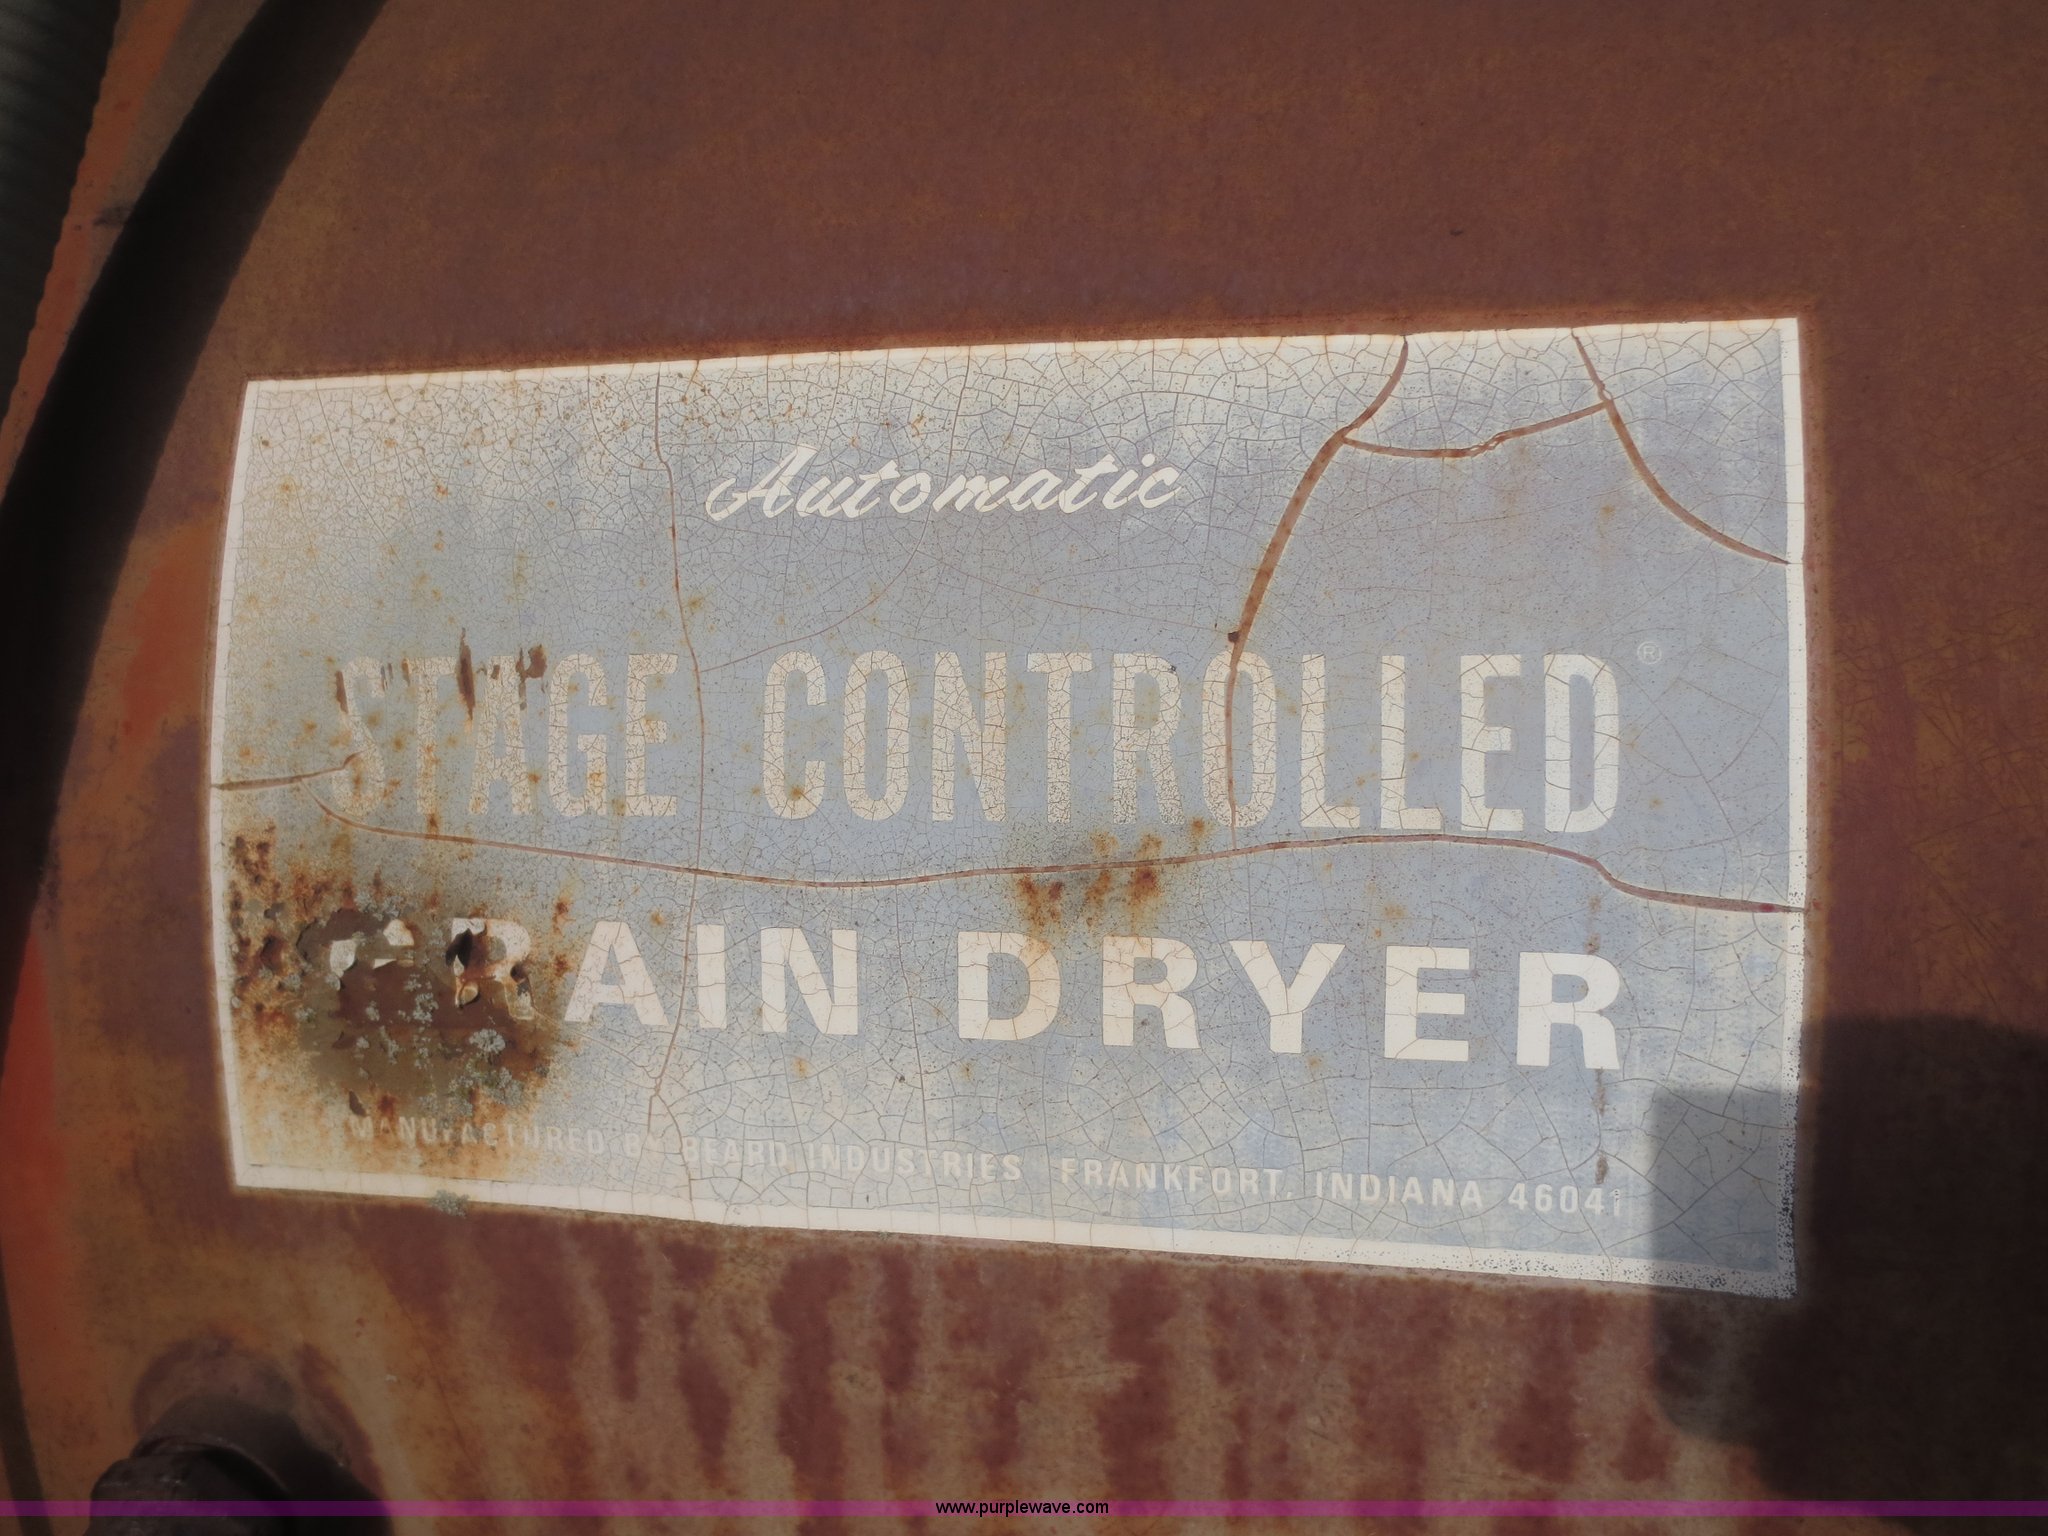 Automatic
STAGE CONTROLLED®
GRAIN DRYER
MANUFACTURED BY BEARD INDUSTRIES FRANKFORT, INDIANA 46041
www.purplewave.com